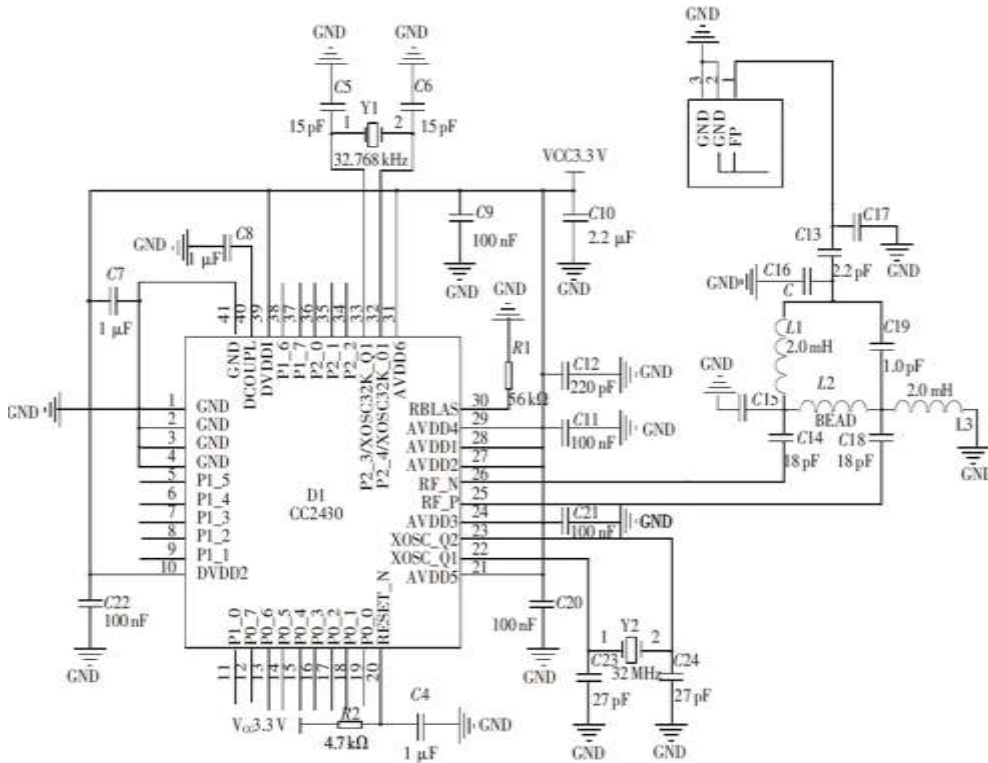 GND
GND
GND
C5
C6
Y1
15 pF
1
2
15 pF
32.768 kHz
3
2
1
GND
GND
FP
VCC3.3 V
C9
100 nF
C10
2.2 μF
GND
GND
C17
C13
2.2 pF
GND
C16
C
GND
GND
C8
1 μF
C7
1 μF
41
40
39
38
37
36
35
34
33
32
31
GND
DCOUPL
DVDD1
P1_6
P1_7
P2_0
P2_1
P2_2
P2_3/XOSC32K_Q1
P2_4/XOSC32K_Q1
AVDD6
GND
R1
56 kΩ
C12
220 pF
GND
C11
100 nF
GND
L1
2.0 mH
C19
1.0 pF
GND
C15
L2
BEAD
2.0 mH
L3
GND
C14
18 pF
C18
18 pF
GND
1
GND
2
GND
3
GND
4
GND
5
P1_5
6
P1_4
7
P1_3
8
P1_2
9
P1_1
10
DVDD2
D1
CC2430
RBLAS
30
AVDD4
29
AVDD1
28
AVDD2
27
RF_N
26
RF_P
25
AVDD3
24
XOSC_Q2
23
XOSC_Q1
22
AVDD5
21
C21
100 nF
GND
C22
100 nF
GND
C20
100 nF
GND
P1_0
P0_7
P0_6
P0_5
P0_4
P0_3
P0_2
P0_1
P0_0
RESET_N
11
12
13
14
15
16
17
18
19
20
Y2
1
2
32 MHz
C23
27 pF
C24
27 pF
GND
GND
VCC3.3 V
R2
4.7 kΩ
C4
1 μF
GND